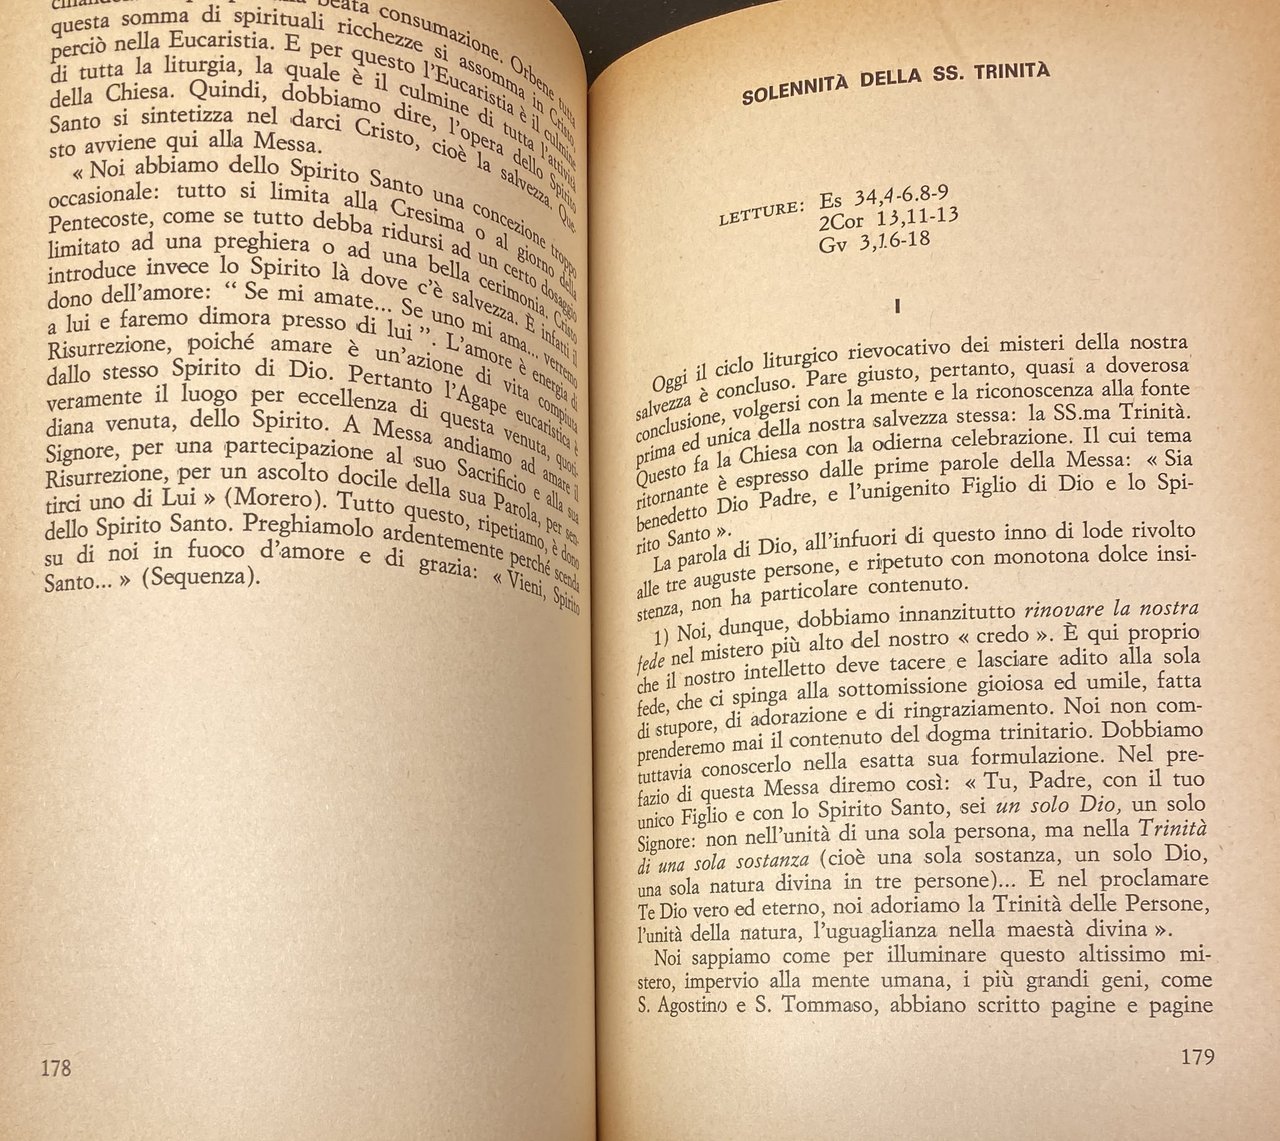 beata consumazione. Orbene tutta
questa somma di spirituali ricchezze si assomma in Cristo,
perciò nella Eucaristia. E per questo l'Eucaristia è il culmine
di tutta la liturgia, la quale è il culmine di tutta l'attività
della Chiesa. Quindi, dobbiamo dire, l'opera dello Spirito
Santo si sintetizza nel darci Cristo, cioè la salvezza. Que-
sto avviene qui alla Messa.
« Noi abbiamo dello Spirito Santo una concezione troppo
occasionale: tutto si limita alla Cresima o al giorno della
Pentecoste, come se tutto debba ridursi ad un certo dosaggio
limitato ad una preghiera o ad una bella cerimonia. Cristo
introduce invece lo Spirito là dove c'è salvezza. È infatti il
dono dell'amore: “ Se mi amate... Se uno mi ama... verremo
a lui e faremo dimora presso di lui ”. L'amore è energia di
Risurrezione, poiché amare è un'azione di vita compiuta
dallo stesso Spirito di Dio. Pertanto l'Agape eucaristica è
veramente il luogo per eccellenza di questa venuta, quoti-
diana venuta, dello Spirito. A Messa andiamo ad amare il
Signore, per una partecipazione al suo Sacrificio e alla sua
Risurrezione, per un ascolto docile della sua Parola, per sen-
tirci uno di Lui » (Morero). Tutto questo, ripetiamo, è dono
dello Spirito Santo. Preghiamolo ardentemente perché scenda
su di noi in fuoco d'amore e di grazia: « Vieni, Spirito
Santo... » (Sequenza).
178
SOLENNITÀ DELLA SS. TRINITÀ
LETTURE: Es 34,4-6.8-9
2Cor 13,11-13
Gv 3,16-18
I
Oggi il ciclo liturgico rievocativo dei misteri della nostra
salvezza è concluso. Pare giusto, pertanto, quasi a doverosa
conclusione, volgersi con la mente e la riconoscenza alla fonte
prima ed unica della nostra salvezza stessa: la SS.ma Trinità.
Questo fa la Chiesa con la odierna celebrazione. Il cui tema
ritornante è espresso dalle prime parole della Messa: « Sia
benedetto Dio Padre, e l'unigenito Figlio di Dio e lo Spi-
rito Santo ».
La parola di Dio, all'infuori di questo inno di lode rivolto
alle tre auguste persone, e ripetuto con monotona dolce insi-
stenza, non ha particolare contenuto.
1) Noi, dunque, dobbiamo innanzitutto rinovare la nostra
fede nel mistero più alto del nostro « credo ». È qui proprio
che il nostro intelletto deve tacere e lasciare adito alla sola
fede, che ci spinga alla sottomissione gioiosa ed umile, fatta
di stupore, di adorazione e di ringraziamento. Noi non com-
prenderemo mai il contenuto del dogma trinitario. Dobbiamo
tuttavia conoscerlo nella esatta sua formulazione. Nel pre-
fazio di questa Messa diremo così: « Tu, Padre, con il tuo
unico Figlio e con lo Spirito Santo, sei un solo Dio, un solo
Signore: non nell'unità di una sola persona, ma nella Trinità
di una sola sostanza (cioè una sola sostanza, un solo Dio,
una sola natura divina in tre persone)... E nel proclamare
Te Dio vero ed eterno, noi adoriamo la Trinità delle Persone,
l'unità della natura, l'uguaglianza nella maestà divina ».
Noi sappiamo come per illuminare questo altissimo mi-
stero, impervio alla mente umana, i più grandi geni, come
S. Agostino e S. Tommaso, abbiano scritto pagine e pagine
179